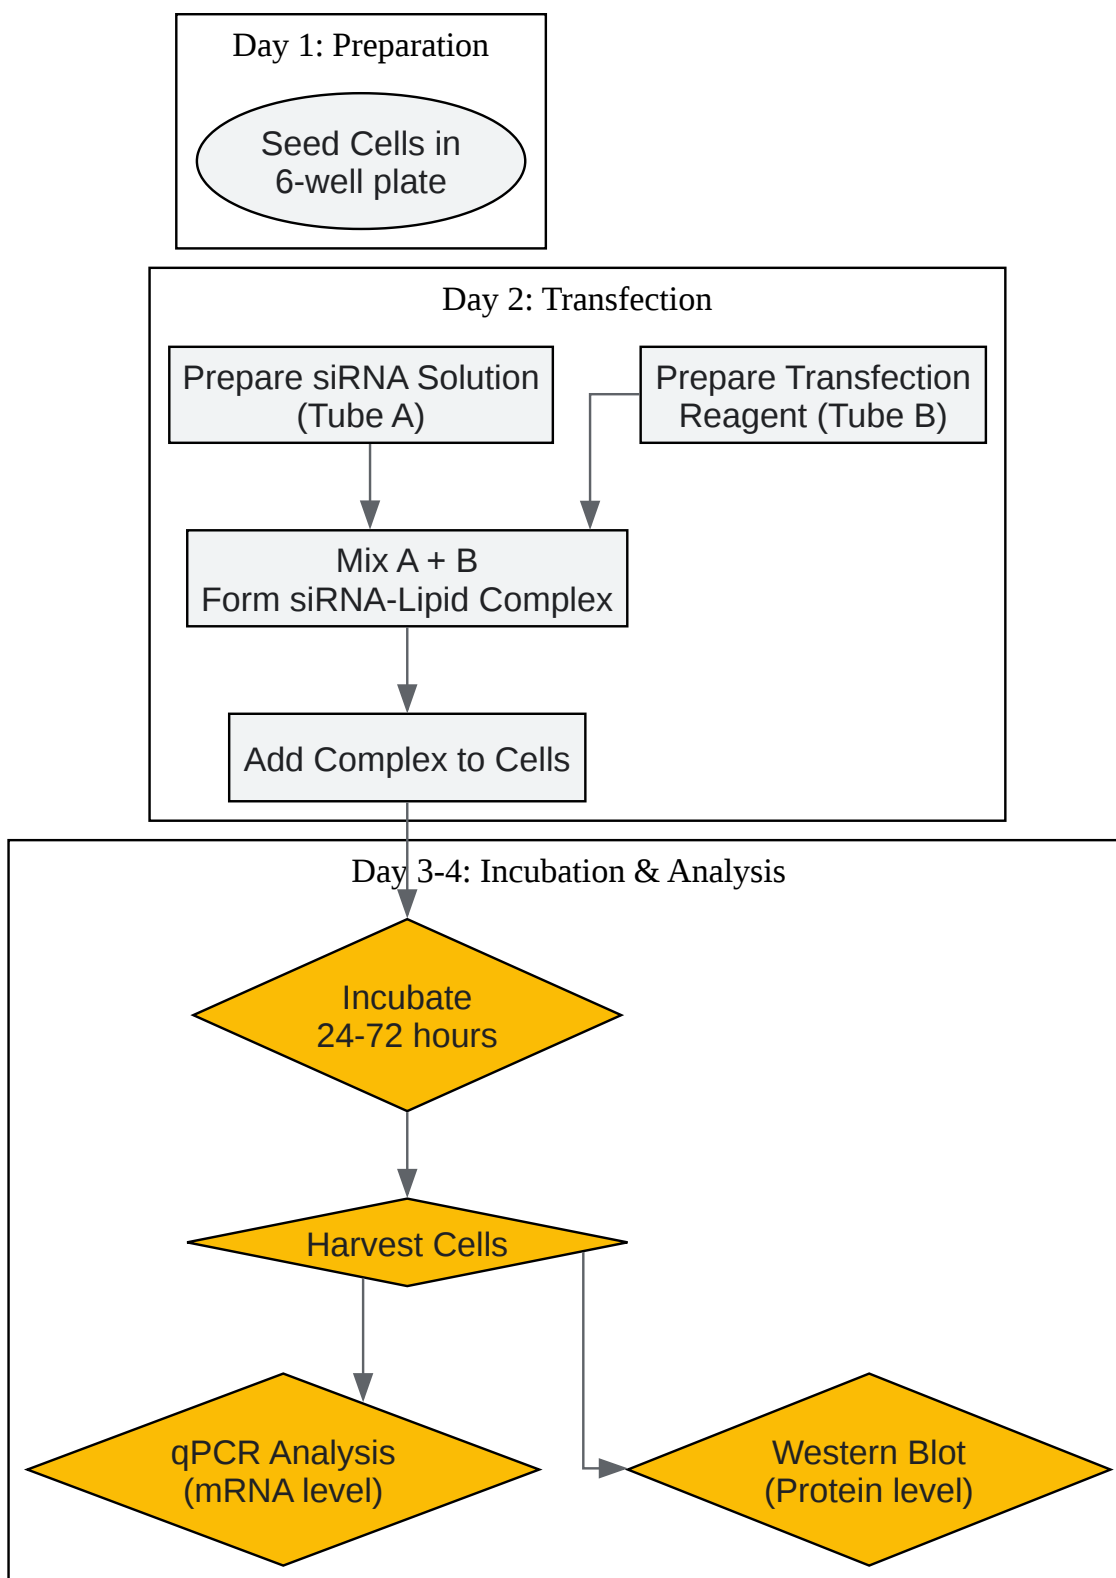 Day 1: Preparation
Seed Cells in
6-well plate
Day 2: Transfection
Prepare siRNA Solution
(Tube A)
Prepare Transfection
Reagent (Tube B)
Mix A + B
Form siRNA-Lipid Complex
Add Complex to Cells
Day 3-4: Incubation & Analysis
Incubate
24-72 hours
Harvest Cells
qPCR Analysis
(mRNA level)
Western Blot
(Protein level)